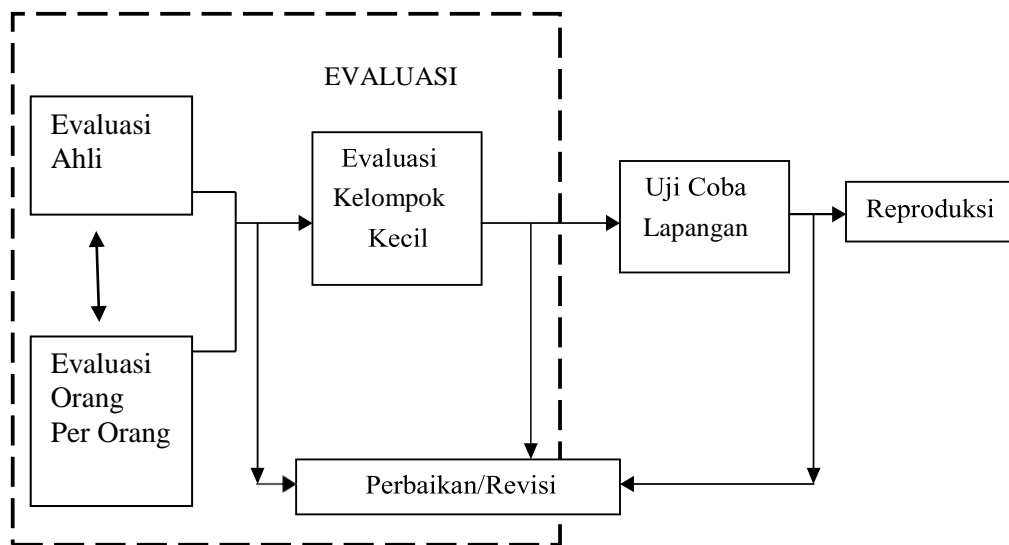 EVALUASI
Evaluasi
Ahli
Evaluasi
Kelompok
Kecil
Uji Coba
Lapangan
Reproduksi
Evaluasi
Orang
Per Orang
Perbaikan/Revisi